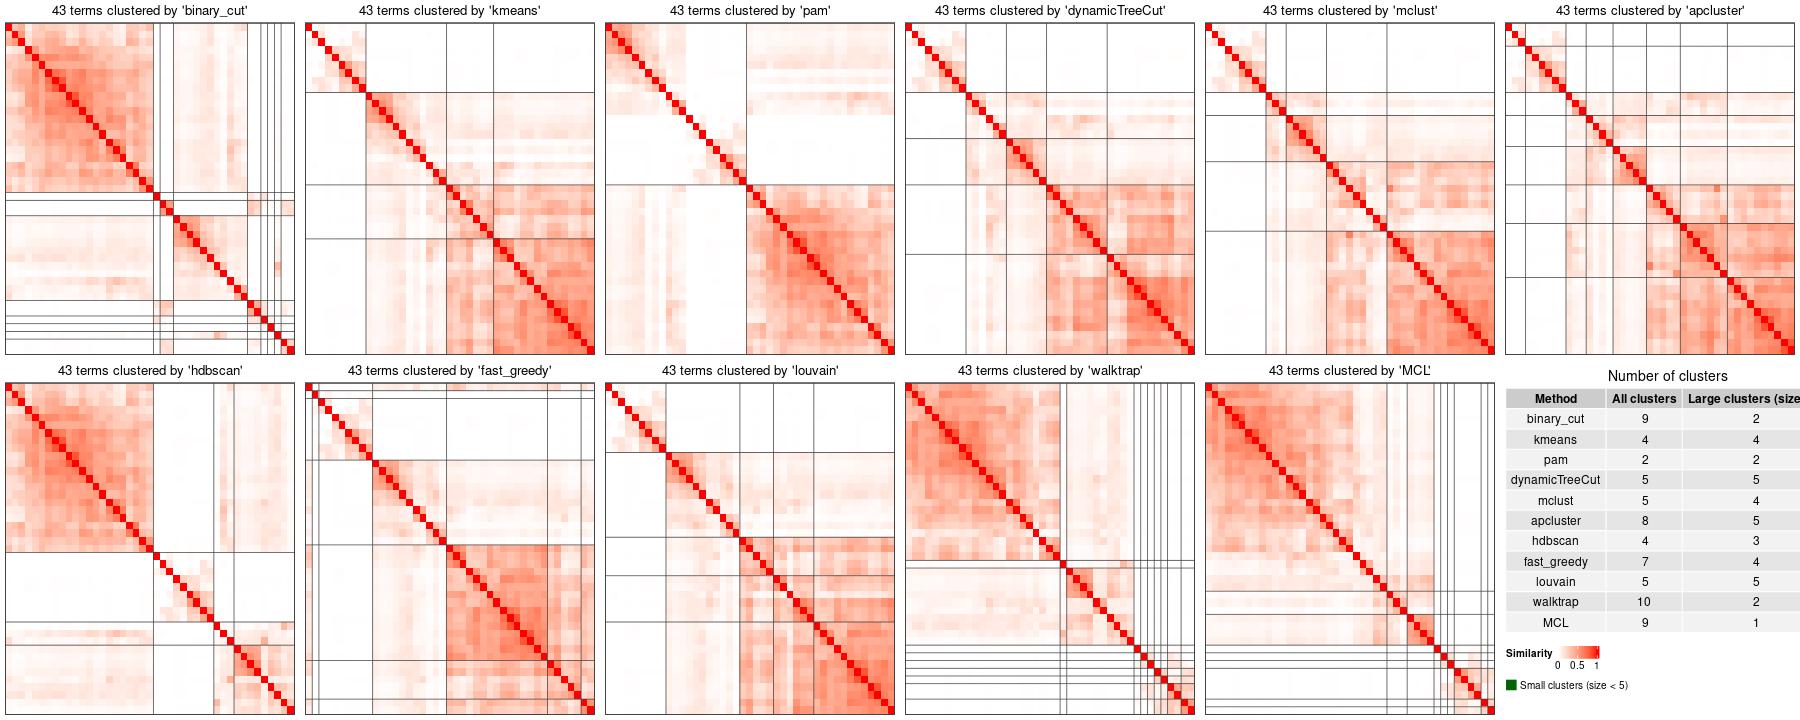 43 terms clustered by 'binary_cut'
43 terms clustered by 'kmeans'
43 terms clustered by 'pam'
43 terms clustered by 'dynamicTreeCut'
43 terms clustered by 'mclust'
43 terms clustered by 'apcluster'
43 terms clustered by 'hdbscan'
43 terms clustered by 'fast_greedy'
43 terms clustered by 'louvain'
43 terms clustered by 'walktrap'
43 terms clustered by 'MCL'
Number of clusters
Method All clusters Large clusters (size
binary_cut 9 2
kmeans 4 4
pam 2 2
dynamicTreeCut 5 5
mclust 5 4
apcluster 8 5
hdbscan 4 3
fast_greedy 7 4
louvain 5 5
walktrap 10 2
MCL 9 1
Similarity
0 0.5 1
Small clusters (size < 5)